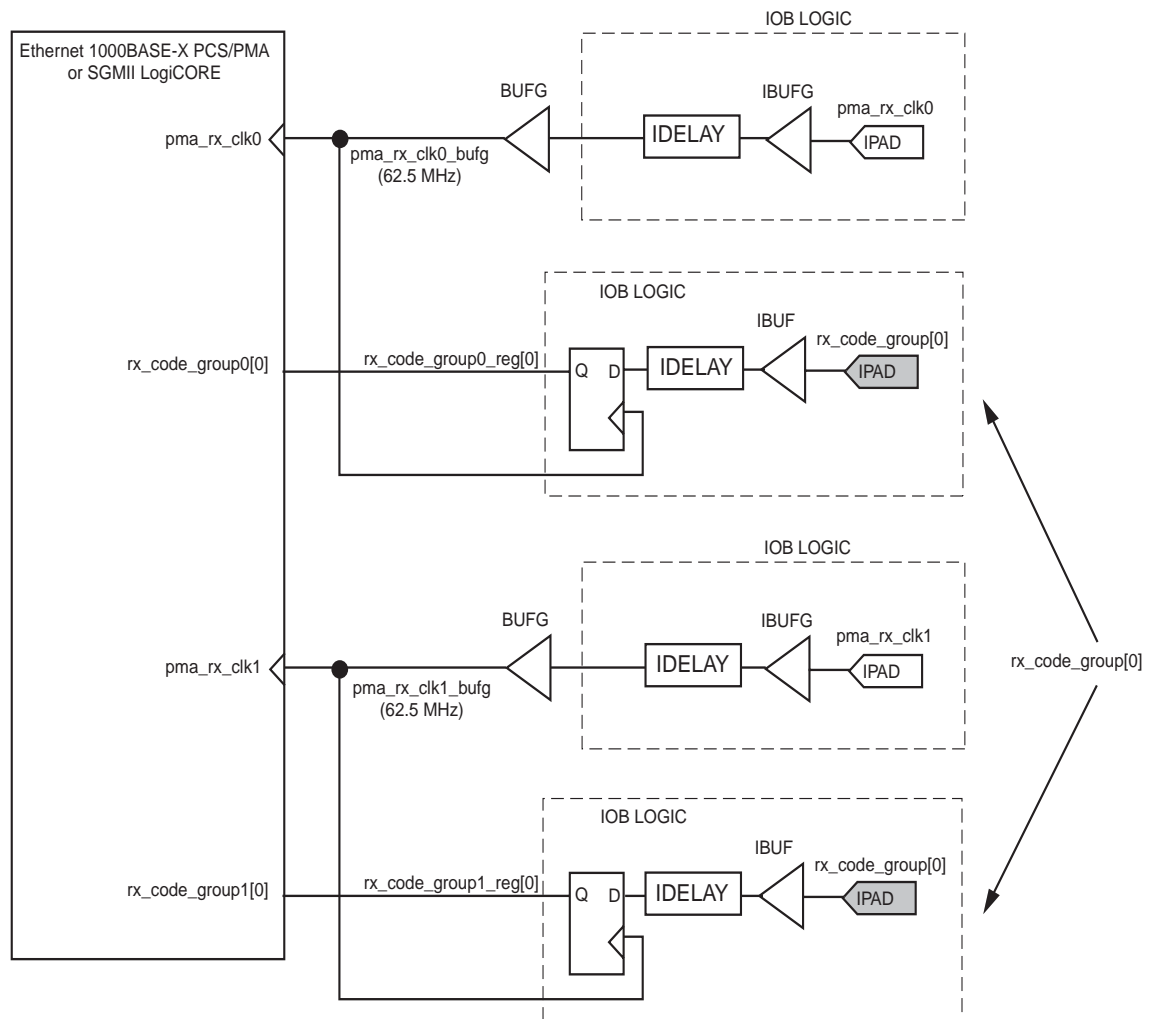 IOB LOGIC
Ethernet 1000BASE-X PCS/PMA
or SGMII LogiCORE
BUFG
IBUFG
pma_rx_clk0
pma_rx_clk0
IDELAY
IPAD
pma_rx_clk0_bufg
(62.5 MHz)
IOB LOGIC
IBUF
rx_code_group[0]
rx_code_group0[0]
rx_code_group0_reg[0]
Q
D
IDELAY
IPAD
IOB LOGIC
BUFG
IBUFG
pma_rx_clk1
pma_rx_clk1
IDELAY
IPAD
rx_code_group[0]
pma_rx_clk1_bufg
(62.5 MHz)
IOB LOGIC
IBUF
rx_code_group[0]
rx_code_group1[0]
rx_code_group1_reg[0]
Q
D
IDELAY
IPAD